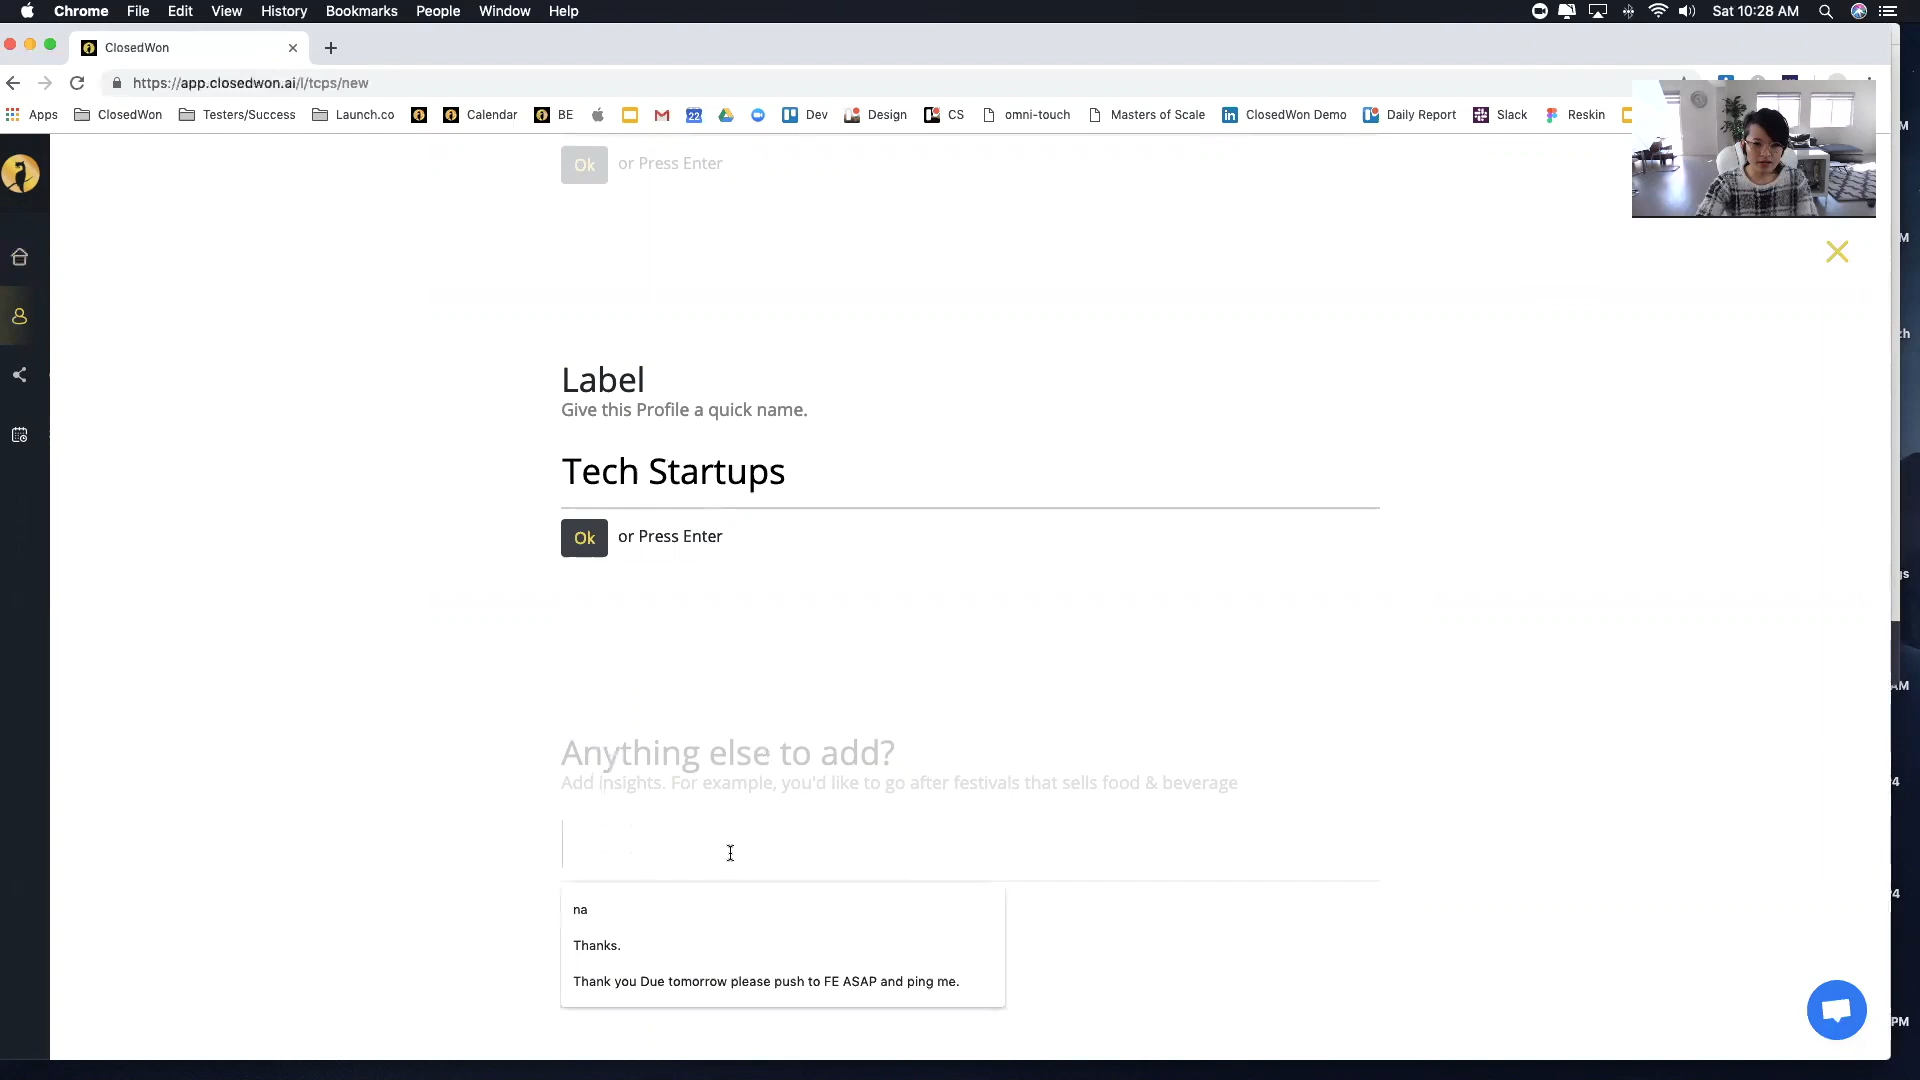 Chrome File Edit View History Bookmarks People Window Help Sat 10:28 AM
ClosedWon
https://app.closedwon.ai/l/tcps/new
Apps ClosedWon Testers/Success Launch.co Calendar BE 22 Dev Design CS omni-touch Masters of Scale ClosedWon Demo Daily Report Slack Reskin
Ok or Press Enter
Label
Give this Profile a quick name.
Tech Startups
Ok or Press Enter
Anything else to add?
Add insights. For example, you'd like to go after festivals that sells food & beverage
na
Thanks.
Thank you Due tomorrow please push to FE ASAP and ping me.